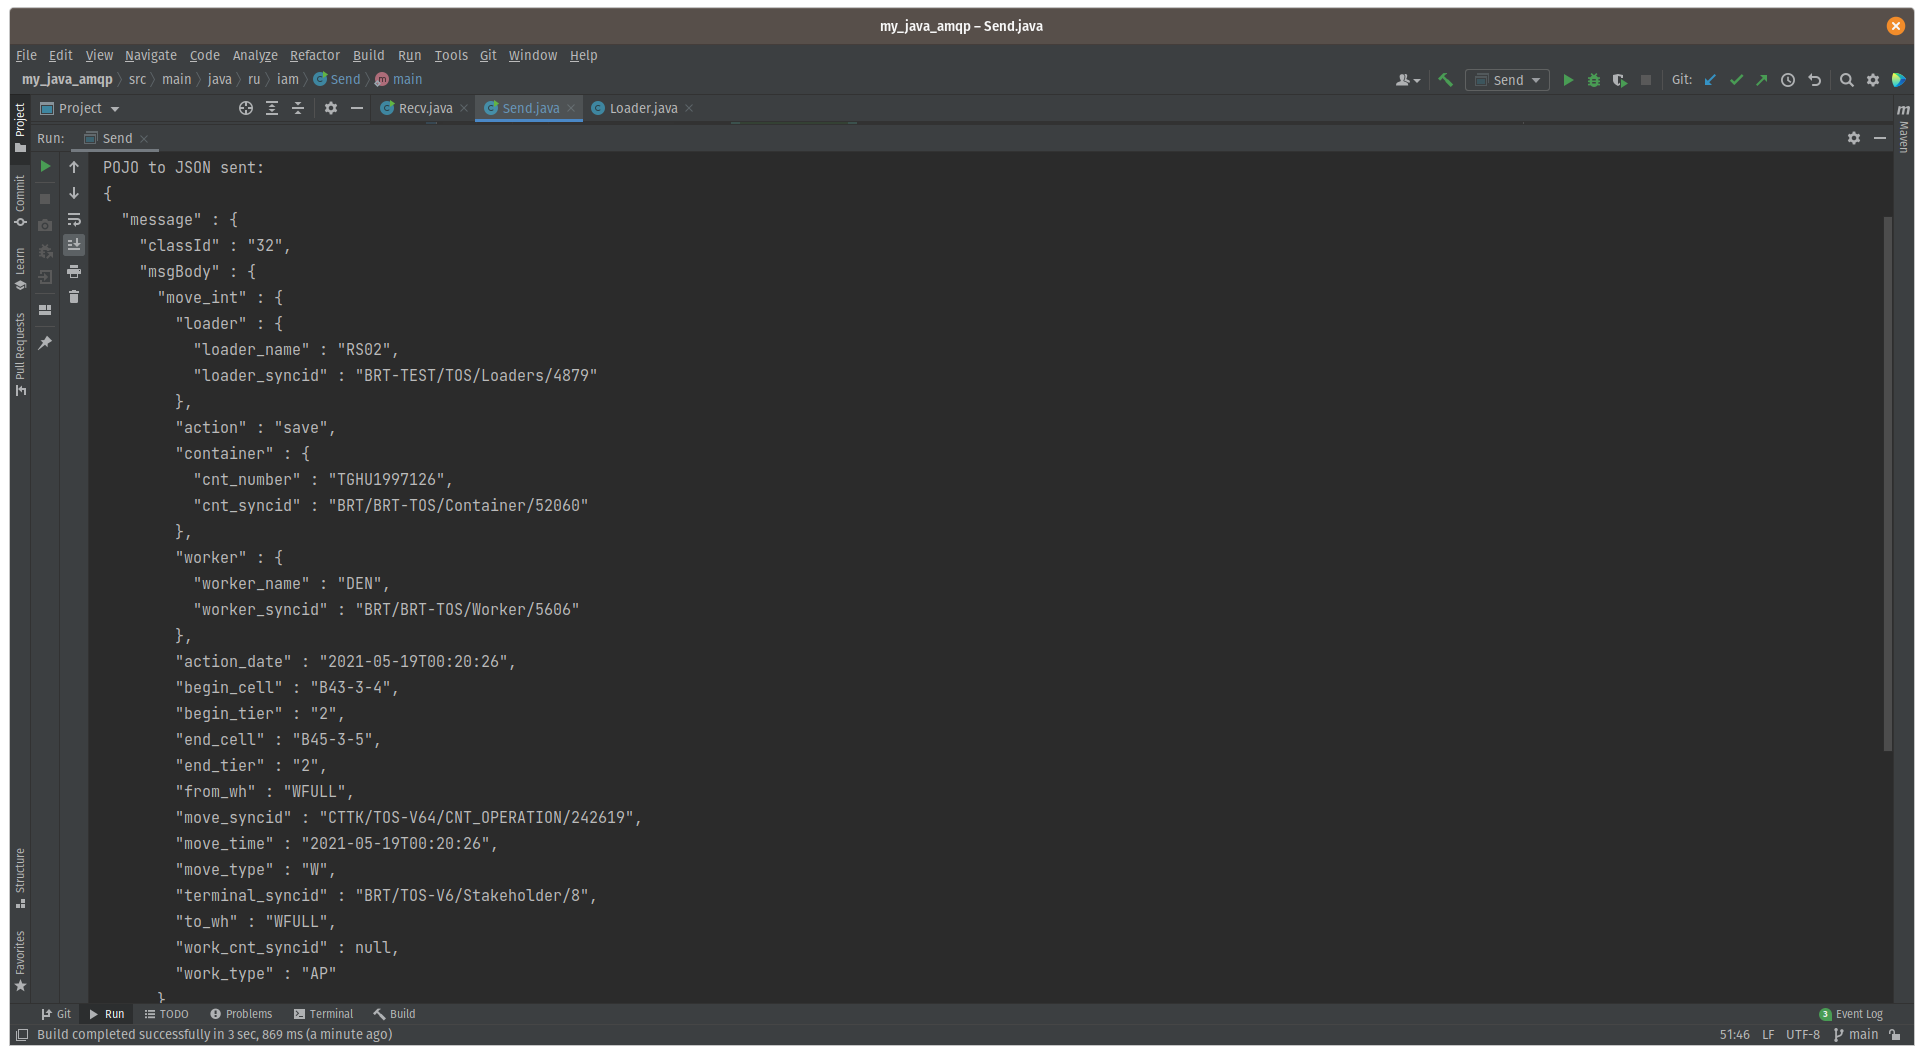 my_java_amqp – Send.java
File Edit View Navigate Code Analyze Refactor Build Run Tools Git Window Help
my_java_amqp src main java ru iam Send m main Send Git:
Project Recv.java Send.java Loader.java
Run: Send
Project
Commit
Learn
Pull Requests
Structure
Favorites
m Maven
POJO to JSON sent:
{
"message" : {
"classId" : "32",
"msgBody" : {
"move_int" : {
"loader" : {
"loader_name" : "RS02",
"loader_syncid" : "BRT-TEST/TOS/Loaders/4879"
},
"action" : "save",
"container" : {
"cnt_number" : "TGHU1997126",
"cnt_syncid" : "BRT/BRT-TOS/Container/52060"
},
"worker" : {
"worker_name" : "DEN",
"worker_syncid" : "BRT/BRT-TOS/Worker/5606"
},
"action_date" : "2021-05-19T00:20:26",
"begin_cell" : "B43-3-4",
"begin_tier" : "2",
"end_cell" : "B45-3-5",
"end_tier" : "2",
"from_wh" : "WFULL",
"move_syncid" : "CTTK/TOS-V64/CNT_OPERATION/242619",
"move_time" : "2021-05-19T00:20:26",
"move_type" : "W",
"terminal_syncid" : "BRT/TOS-V6/Stakeholder/8",
"to_wh" : "WFULL",
"work_cnt_syncid" : null,
"work_type" : "AP"
}
Git Run TODO Problems Terminal Build 3 Event Log
Build completed successfully in 3 sec, 869 ms (a minute ago) 51:46 LF UTF-8 main